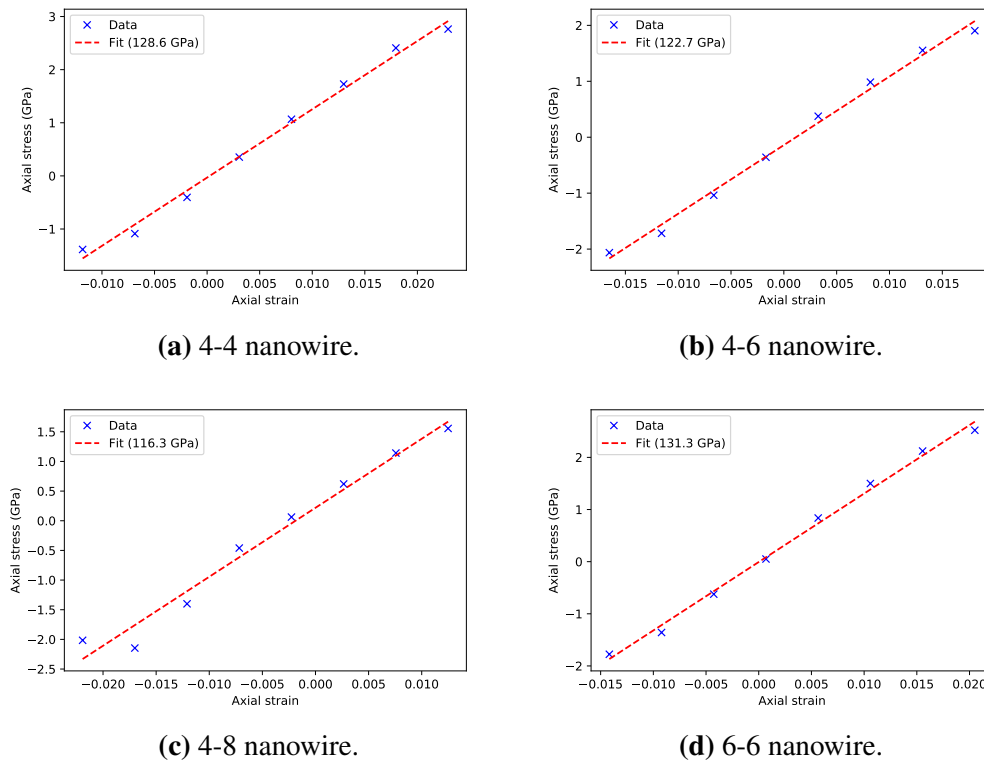 Data
Fit (128.6 GPa)
3
2
1
0
−1
Axial stress (GPa)
−0.010 −0.005 0.000 0.005 0.010 0.015 0.020
Axial strain
(a) 4-4 nanowire.
Data
Fit (122.7 GPa)
2
1
0
−1
−2
Axial stress (GPa)
−0.015 −0.010 −0.005 0.000 0.005 0.010 0.015
Axial strain
(b) 4-6 nanowire.
Data
Fit (116.3 GPa)
1.5
1.0
0.5
0.0
−0.5
−1.0
−1.5
−2.0
−2.5
Axial stress (GPa)
−0.020 −0.015 −0.010 −0.005 0.000 0.005 0.010
Axial strain
(c) 4-8 nanowire.
Data
Fit (131.3 GPa)
2
1
0
−1
−2
Axial stress (GPa)
−0.015 −0.010 −0.005 0.000 0.005 0.010 0.015 0.020
Axial strain
(d) 6-6 nanowire.